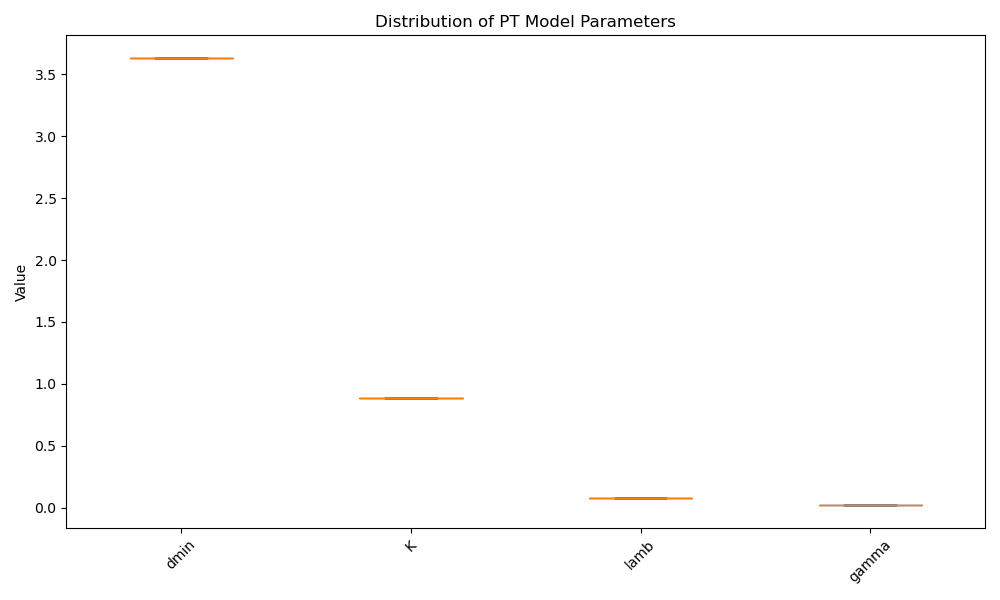 Distribution of PT Model Parameters
Value
3.5
3.0
2.5
2.0
1.5
1.0
0.5
0.0
dmin
K
lamb
gamma